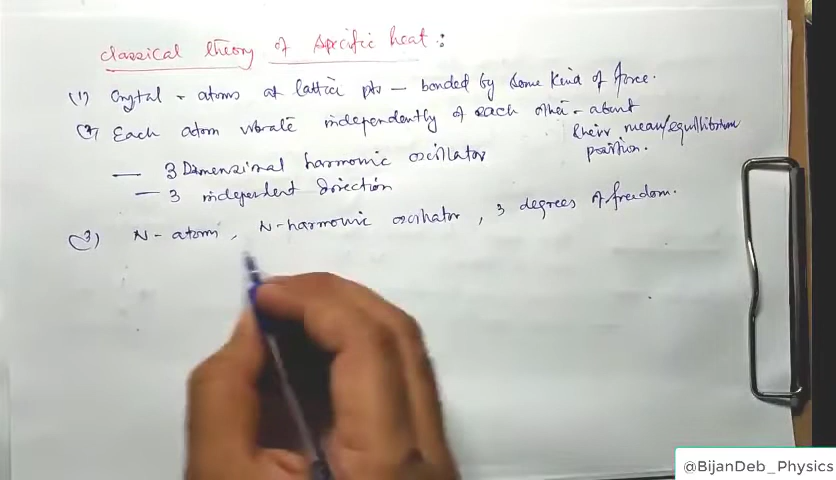 classical theory of specific heat :
(1) Crystal - atoms at lattice pts — bonded by some kind of force.
(2) Each atom vibrate independently of each other - about their mean/equillibrium position.
— 3 Dimensional harmonic oscillator
— 3 independent direction
(3) N - atoms, N-harmonic oscillator, 3 degrees of freedom.
@BijanDeb_Physics